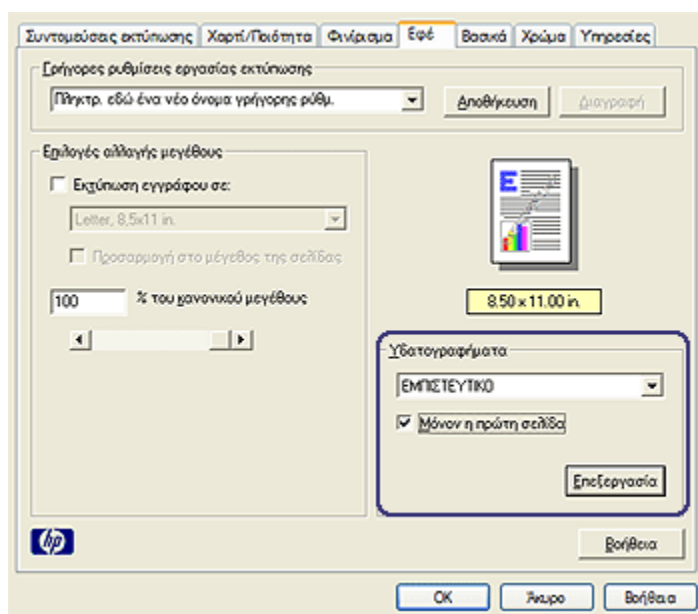 Συντομεύσεις εκτύπωσης Χαρτί/Ποιότητα Φινίρισμα Εφέ Βασικά Χρώμα Υπηρεσίες
Γρήγορες ρυθμίσεις εργασίας εκτύπωσης
Πληκτρ. εδώ ένα νέο όνομα γρήγορης ρύθμ. Αποθήκευση Διαγραφή
Επιλογές αλλαγής μεγέθους
Εκτύπωση εγγράφου σε:
Letter, 8,5x11 in.
Προσαρμογή στο μέγεθος της σελίδας
100 % του κανονικού μεγέθους
E
8.50 x 11.00 in.
Υδατογραφήματα
ΕΜΠΙΣΤΕΥΤΙΚΟ
Μόνον η πρώτη σελίδα
Επεξεργασία
hp
Βοήθεια
OK Άκυρο Βοήθεια